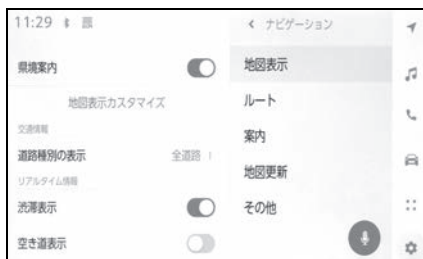 11:29
県境案内
地図表示カスタマイズ
交通情報
道路種別の表示 全道路
リアルタイム情報
渋滞表示
空き道表示
ナビゲーション
地図表示
ルート
案内
地図更新
その他